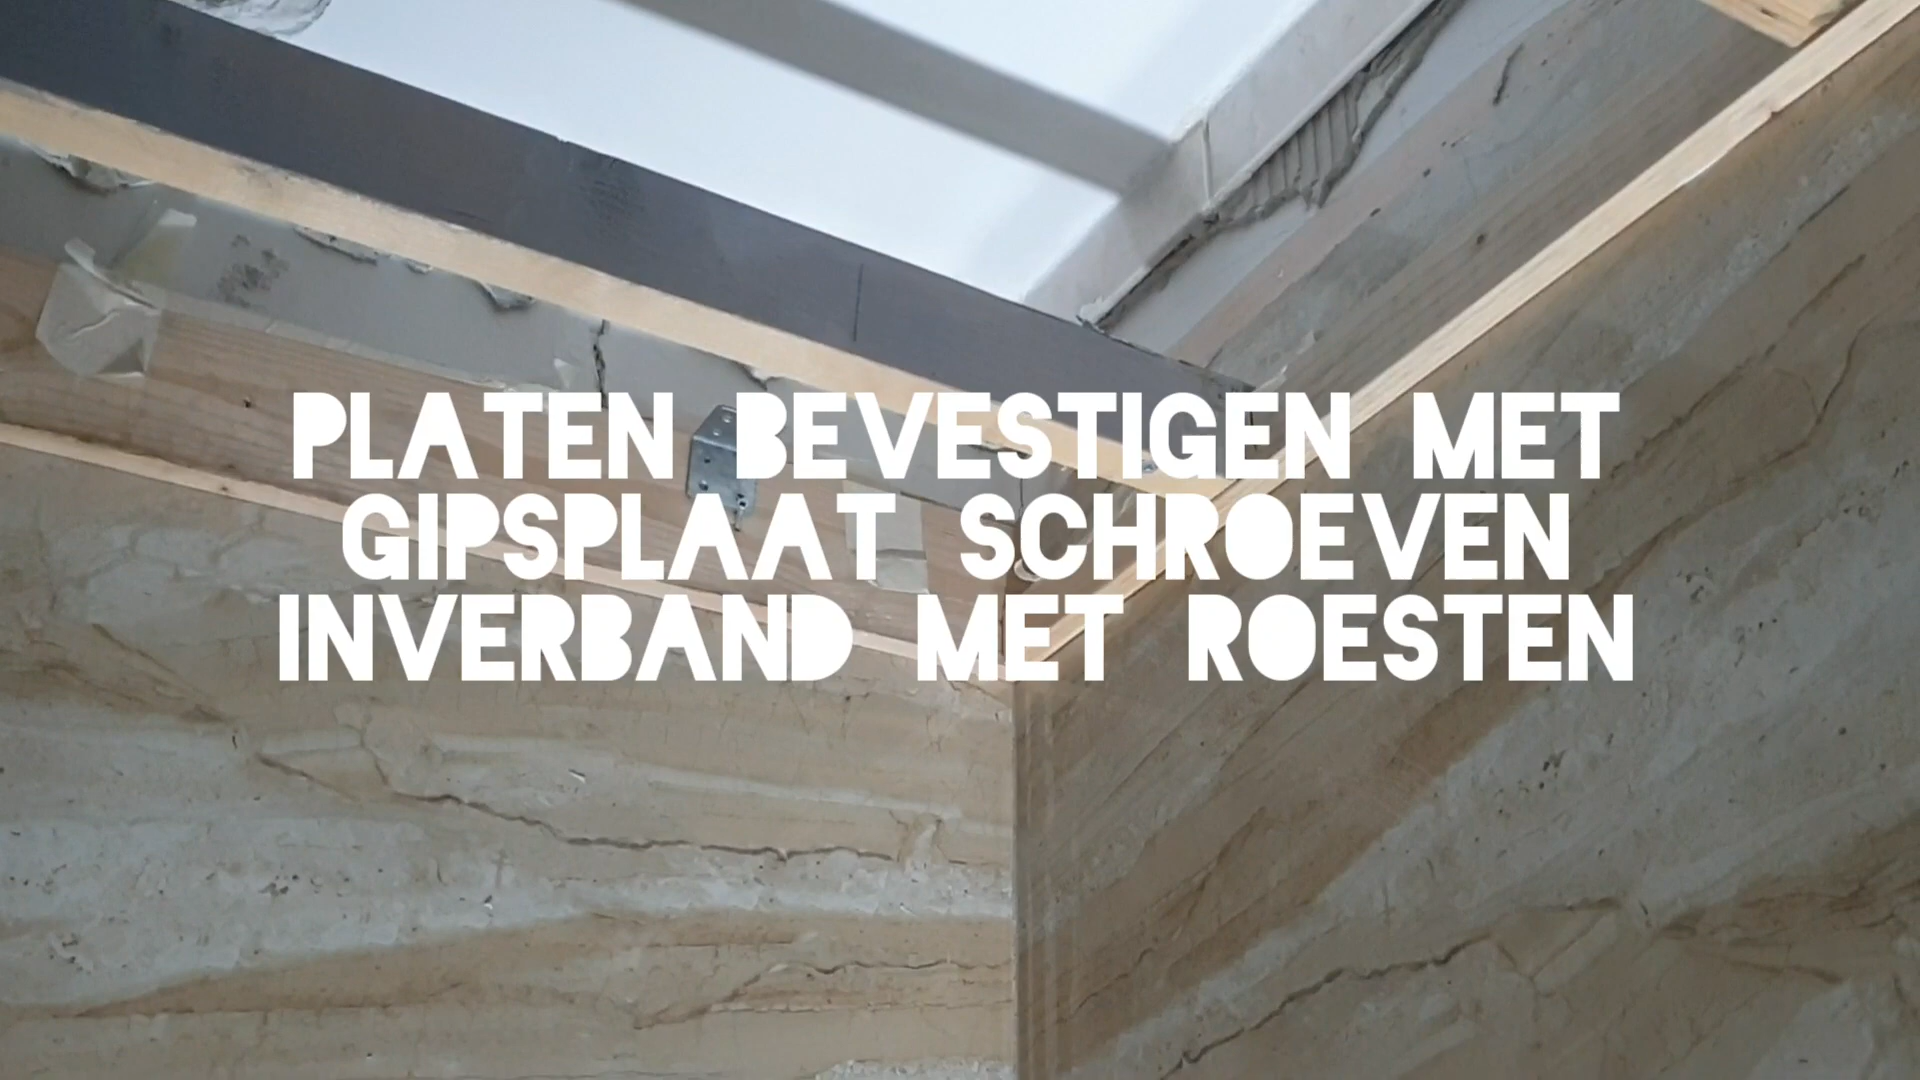 PLATEN BEVESTIGEN MET
GIPSPLAAT SCHROEVEN
INVERBAND MET ROESTEN